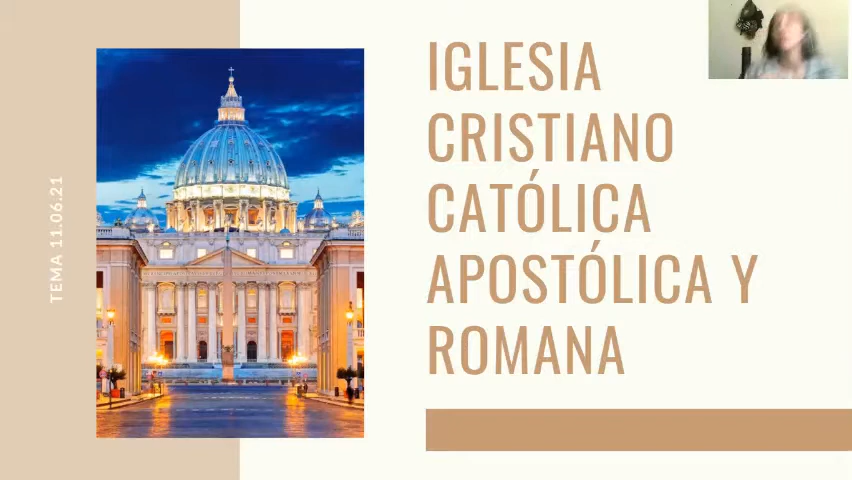 TEMA 11.06.21
IGLESIA
CRISTIANO
CATÓLICA
APOSTÓLICA Y
ROMANA